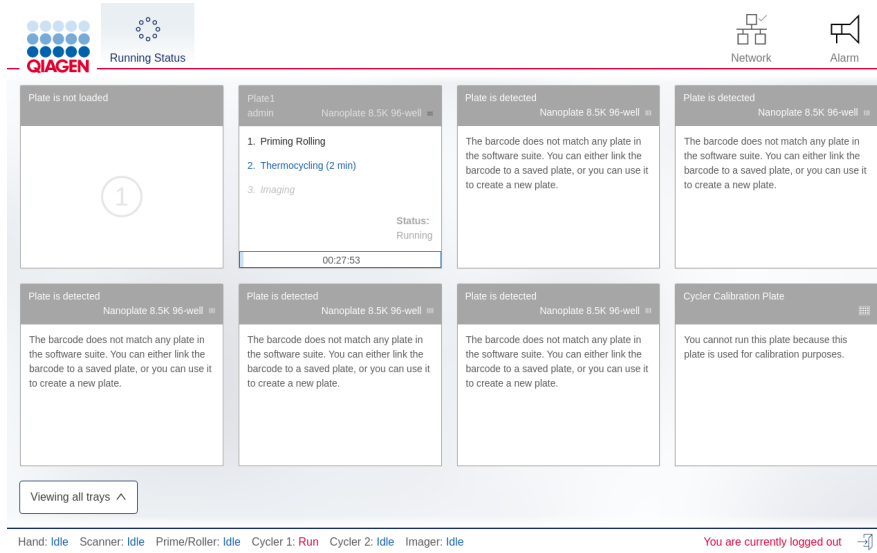 QIAGEN
Running Status
Network
Alarm
Plate is not loaded
1
Plate1
admin Nanoplate 8.5K 96-well
1. Priming Rolling
2. Thermocycling (2 min)
3. Imaging
Status:
Running
00:27:53
Plate is detected
Nanoplate 8.5K 96-well
The barcode does not match any plate in
the software suite. You can either link the
barcode to a saved plate, or you can use it
to create a new plate.
Plate is detected
Nanoplate 8.5K 96-well
The barcode does not match any plate in
the software suite. You can either link the
barcode to a saved plate, or you can use it
to create a new plate.
Plate is detected
Nanoplate 8.5K 96-well
The barcode does not match any plate in
the software suite. You can either link the
barcode to a saved plate, or you can use it
to create a new plate.
Plate is detected
Nanoplate 8.5K 96-well
The barcode does not match any plate in
the software suite. You can either link the
barcode to a saved plate, or you can use it
to create a new plate.
Plate is detected
Nanoplate 8.5K 96-well
The barcode does not match any plate in
the software suite. You can either link the
barcode to a saved plate, or you can use it
to create a new plate.
Cycler Calibration Plate
You cannot run this plate because this
plate is used for calibration purposes.
Viewing all trays
Hand: Idle Scanner: Idle Prime/Roller: Idle Cycler 1: Run Cycler 2: Idle Imager: Idle You are currently logged out